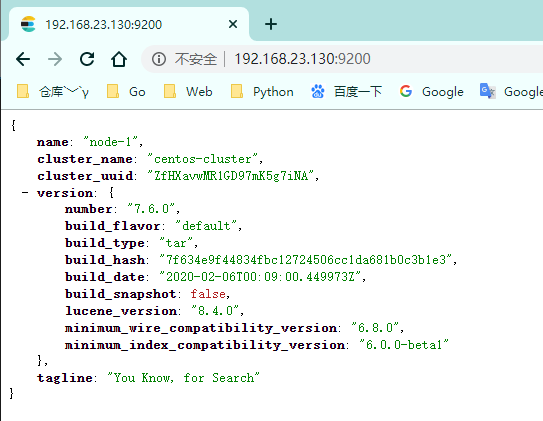 192.168.23.130:9200
不安全 192.168.23.130:9200
仓库`︶`γ Go Web Python 百度一下 Google Google
{
name: "node-1",
cluster_name: "centos-cluster",
cluster_uuid: "ZfHXavwMR1GD97mK5g7iNA",
- version: {
number: "7.6.0",
build_flavor: "default",
build_type: "tar",
build_hash: "7f634e9f44834fbc12724506cc1da681b0c3b1e3",
build_date: "2020-02-06T00:09:00.449973Z",
build_snapshot: false,
lucene_version: "8.4.0",
minimum_wire_compatibility_version: "6.8.0",
minimum_index_compatibility_version: "6.0.0-beta1"
},
tagline: "You Know, for Search"
}